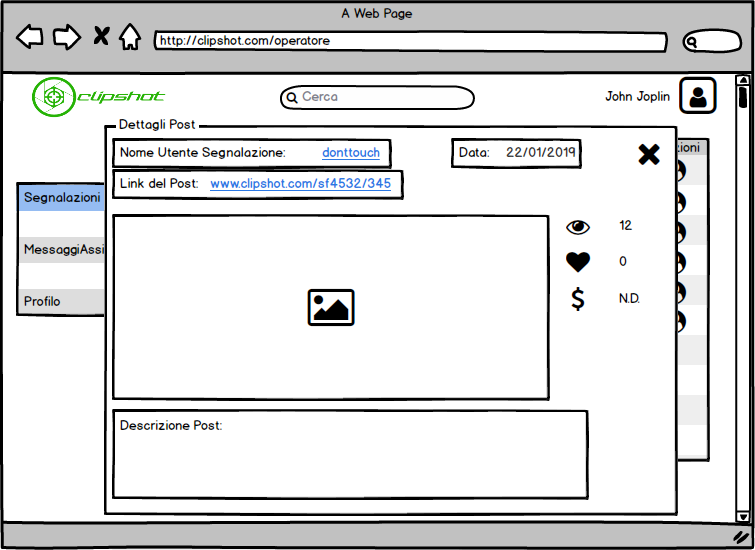 A Web Page
http://clipshot.com/operatore
clipshot
Cerca
John Joplin
Dettagli Post
Nome Utente Segnalazione: donttouch
Data: 22/01/2019
Link del Post: www.clipshot.com/sf4532/345
Segnalazioni
MessaggiAssi
Profilo
12
0
$ N.D.
Descrizione Post: